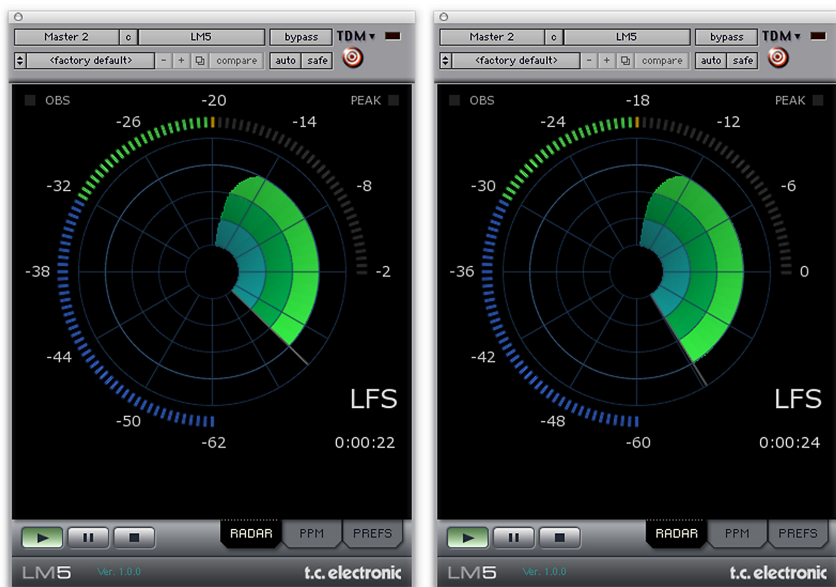 Master 2 c LM5 bypass TDM
<factory default> - + compare auto safe
OBS PEAK
-20
-26 -14
-32 -8
-38 -2
-44
-50
-62
LFS
0:00:22
RADAR PPM PREFS
LM5 Ver. 1.0.0 t.c. electronic
Master 2 c LM5 bypass TDM
<factory default> - + compare auto safe
OBS PEAK
-18
-24 -12
-30 -6
-36 0
-42
-48
-60
LFS
0:00:24
RADAR PPM PREFS
LM5 Ver. 1.0.0 t.c. electronic